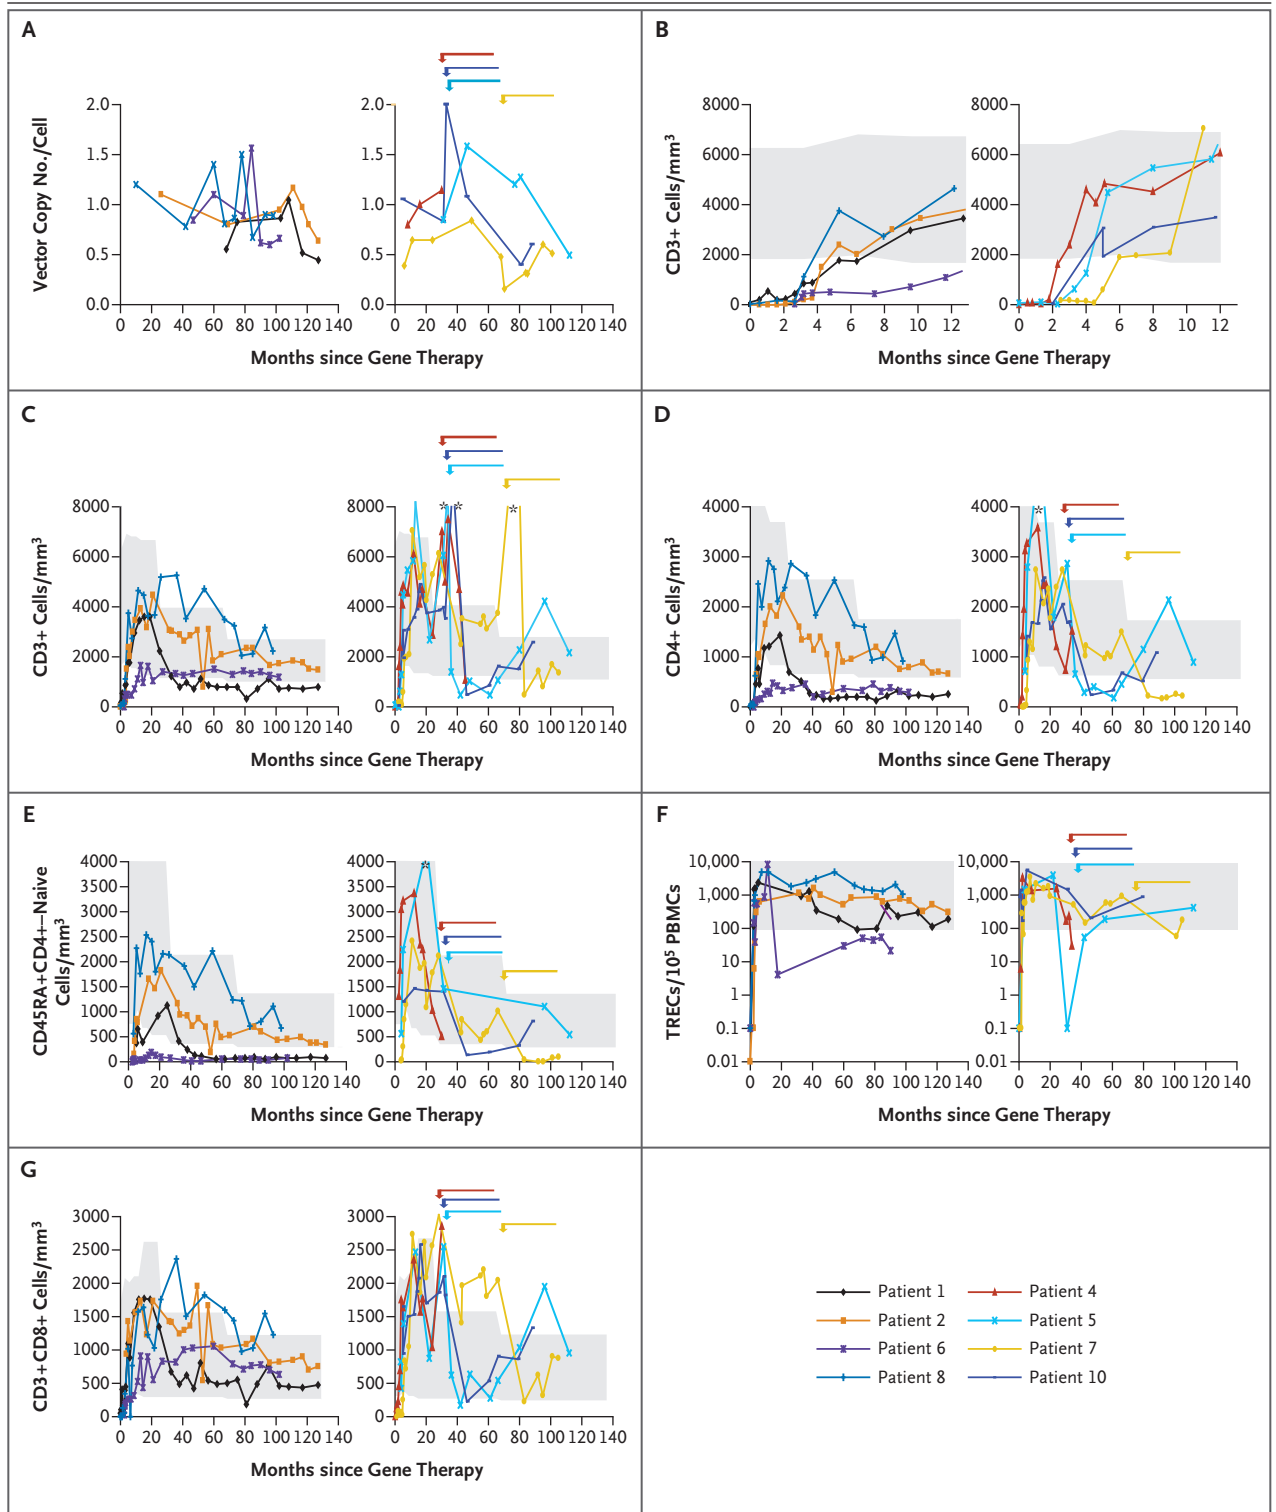 A
Vector Copy No./Cell
2.0
1.5
1.0
0.5
0.0
0 20 40 60 80 100 120 140
2.0
1.5
1.0
0.5
0.0
0 20 40 60 80 100 120 140
Months since Gene Therapy
B
CD3+ Cells/mm³
8000
6000
4000
2000
0
0 2 4 6 8 10 12
8000
6000
4000
2000
0
0 2 4 6 8 10 12
Months since Gene Therapy
C
CD3+ Cells/mm³
8000
6000
4000
2000
0
0 20 40 60 80 100 120 140
8000
6000
4000
2000
0
☆ ☆ ☆
0 20 40 60 80 100 120 140
Months since Gene Therapy
D
CD4+ Cells/mm³
4000
3000
2000
1000
0
0 20 40 60 80 100 120 140
4000
3000
2000
1000
0
☆
0 20 40 60 80 100 120 140
Months since Gene Therapy
E
CD45RA+CD4+—Naive
Cells/mm³
4000
3500
3000
2500
2000
1500
1000
500
0
0 20 40 60 80 100 120 140
4000
3500
3000
2500
2000
1500
1000
500
0
☆
0 20 40 60 80 100 120 140
Months since Gene Therapy
F
TRECs/10⁵ PBMCs
10,000
1,000
100
10
1
0.1
0.01
0 20 40 60 80 100 120 140
10,000
1,000
100
10
1
0.1
0.01
0 20 40 60 80 100 120 140
Months since Gene Therapy
G
CD3+CD8+ Cells/mm³
3000
2500
2000
1500
1000
500
0
0 20 40 60 80 100 120 140
3000
2500
2000
1500
1000
500
0
0 20 40 60 80 100 120 140
Months since Gene Therapy
Patient 1 Patient 4
Patient 2 Patient 5
Patient 6 Patient 7
Patient 8 Patient 10